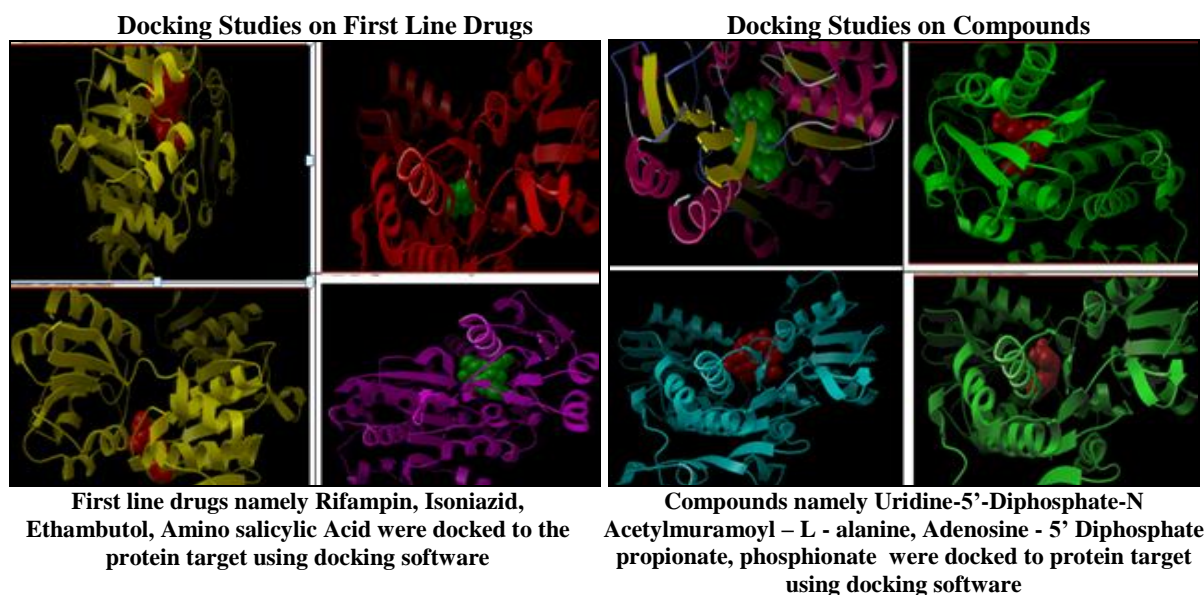 Docking Studies on First Line Drugs
First line drugs namely Rifampin, Isoniazid,
Ethambutol, Amino salicylic Acid were docked to the
protein target using docking software
Docking Studies on Compounds
Compounds namely Uridine-5’-Diphosphate-N
Acetylmuramoyl – L - alanine, Adenosine - 5’ Diphosphate
propionate, phosphionate were docked to protein target
using docking software